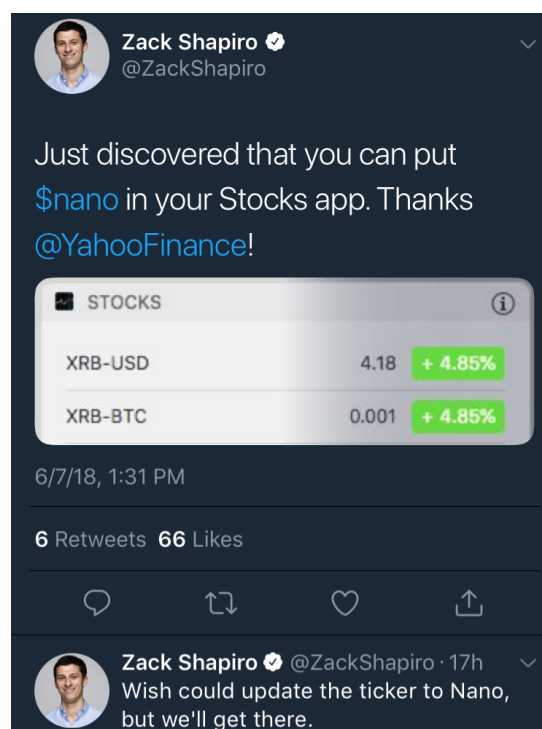 Zack Shapiro
@ZackShapiro
Just discovered that you can put
$nano in your Stocks app. Thanks
@YahooFinance!
STOCKS
XRB-USD 4.18 + 4.85%
XRB-BTC 0.001 + 4.85%
6/7/18, 1:31 PM
6 Retweets 66 Likes
Zack Shapiro @ZackShapiro · 17h
Wish could update the ticker to Nano,
but we'll get there.